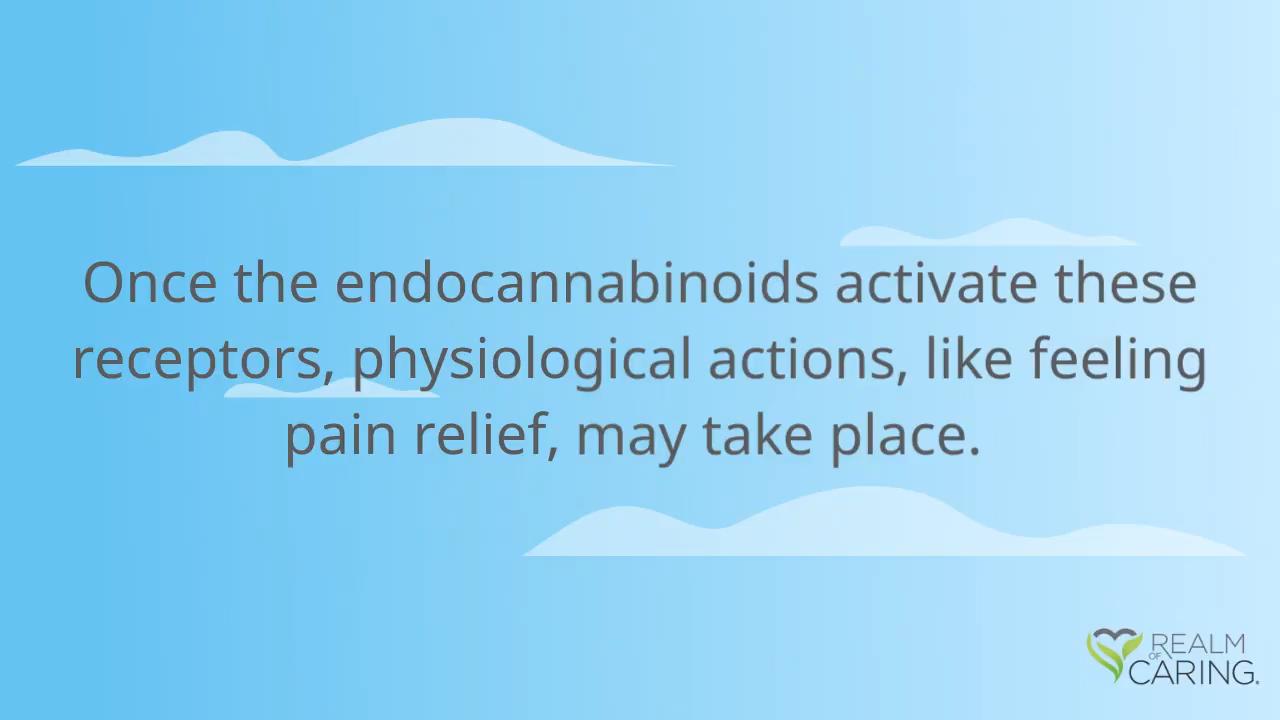 Once the endocannabinoids activate these
receptors, physiological actions, like feeling
pain relief, may take place.
REALM
OF
CARING.